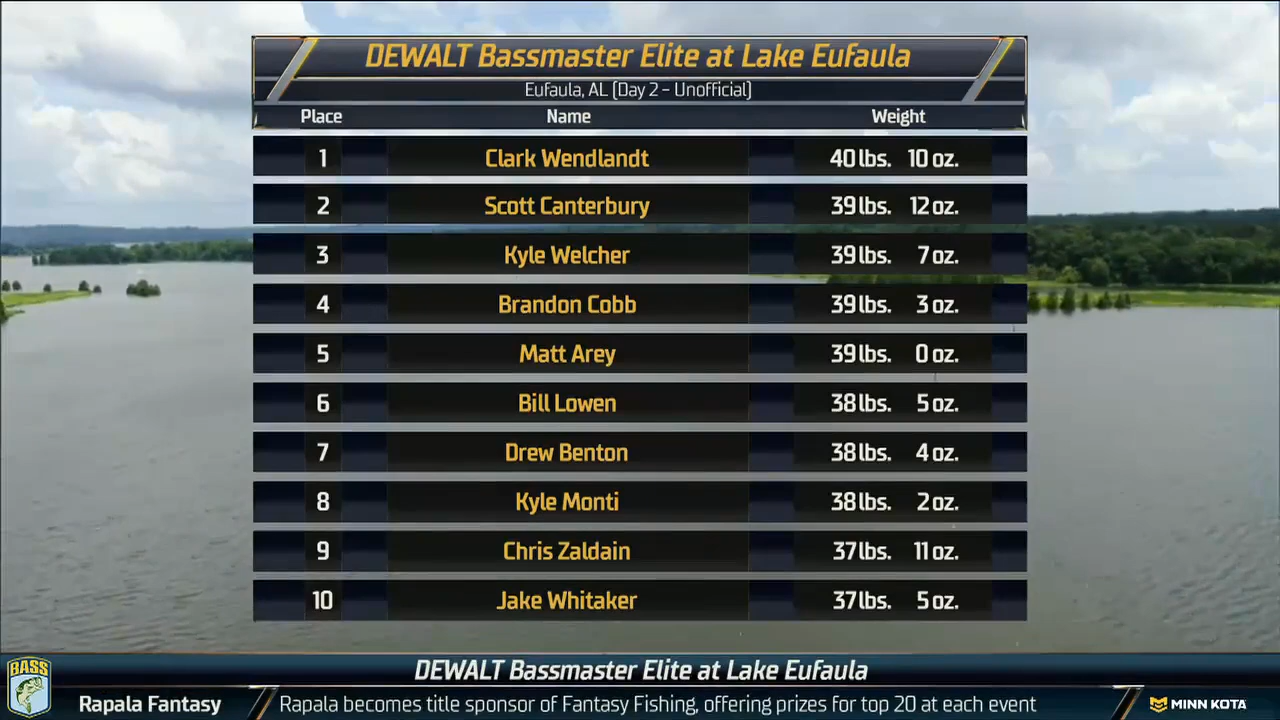 DEWALT Bassmaster Elite at Lake Eufaula
Eufaula, AL (Day 2 - Unofficial)
Place Name Weight
1 Clark Wendlandt 40 lbs. 10 oz.
2 Scott Canterbury 39 lbs. 12 oz.
3 Kyle Welcher 39 lbs. 7 oz.
4 Brandon Cobb 39 lbs. 3 oz.
5 Matt Arey 39 lbs. 0 oz.
6 Bill Lowen 38 lbs. 5 oz.
7 Drew Benton 38 lbs. 4 oz.
8 Kyle Monti 38 lbs. 2 oz.
9 Chris Zaldain 37 lbs. 11 oz.
10 Jake Whitaker 37 lbs. 5 oz.
BASS
DEWALT Bassmaster Elite at Lake Eufaula
Rapala Fantasy Rapala becomes title sponsor of Fantasy Fishing, offering prizes for top 20 at each event MINN KOTA